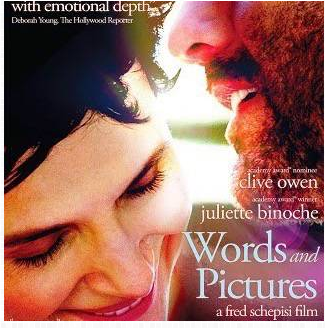 with emotional depth
Deborah Young, The Hollywood Reporter
academy award® nominee
clive owen
academy award® winner
juliette binoche
Words and
Pictures
a fred schepisi film